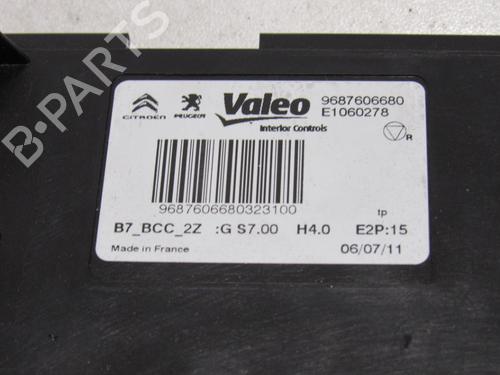 CITROËN PEUGEOT Valeo 9687606680
E1060278
Interior Controls
R
9687606680323100
tp
B7_BCC_2Z :G S7.00 H4.0 E2P:15
Made in France 06/07/11
B-Parts